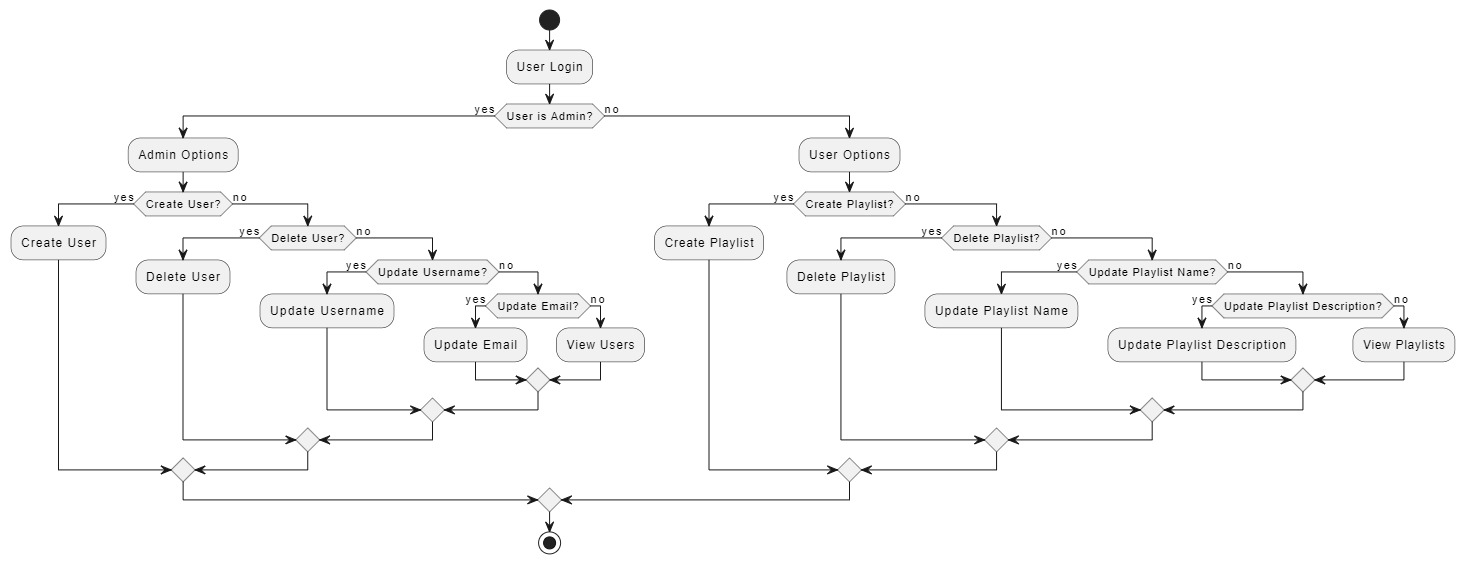 User Login
yes
User is Admin?
no
Admin Options
User Options
yes
Create User?
no
yes
Create Playlist?
no
Create User
yes
Delete User?
no
Create Playlist
yes
Delete Playlist?
no
Delete User
yes
Update Username?
no
Delete Playlist
yes
Update Playlist Name?
no
Update Username
yes
Update Email?
no
Update Playlist Name
yes
Update Playlist Description?
no
Update Email
View Users
Update Playlist Description
View Playlists